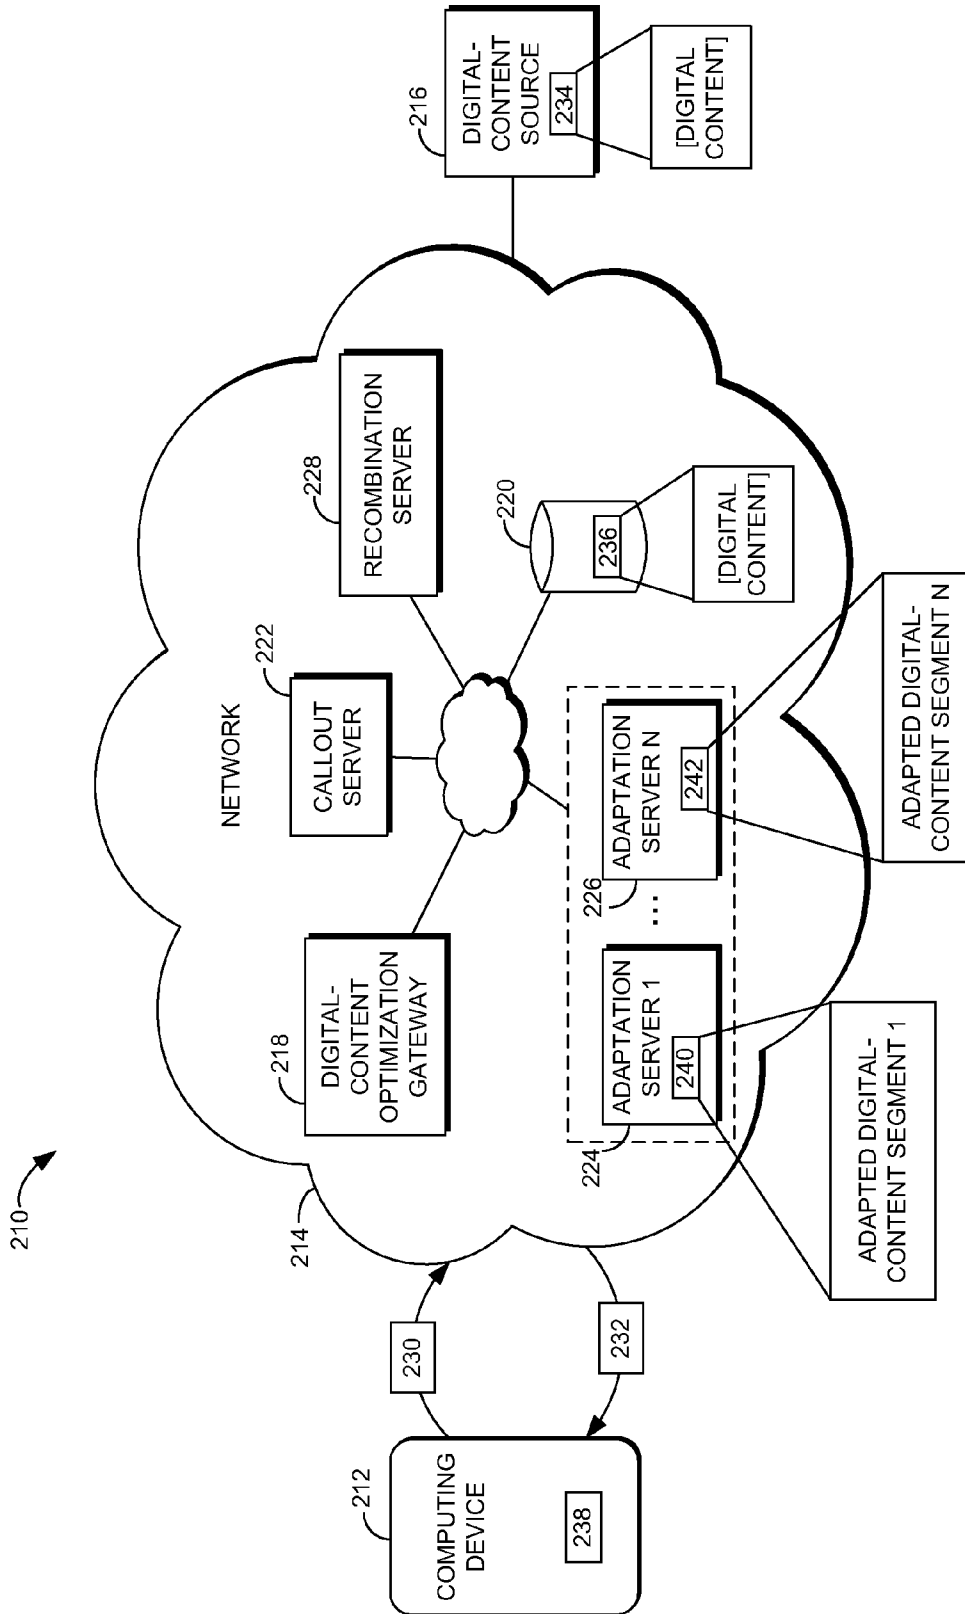 210
212
COMPUTING
DEVICE
238
230
232
214
NETWORK
218
DIGITAL-
CONTENT
OPTIMIZATION
GATEWAY
222
CALLOUT
SERVER
228
RECOMBINATION
SERVER
224
ADAPTATION
SERVER 1
240
...
226
ADAPTATION
SERVER N
242
220
236
[DIGITAL
CONTENT]
ADAPTED DIGITAL-
CONTENT SEGMENT 1
ADAPTED DIGITAL-
CONTENT SEGMENT N
216
DIGITAL-
CONTENT
SOURCE
234
[DIGITAL
CONTENT]